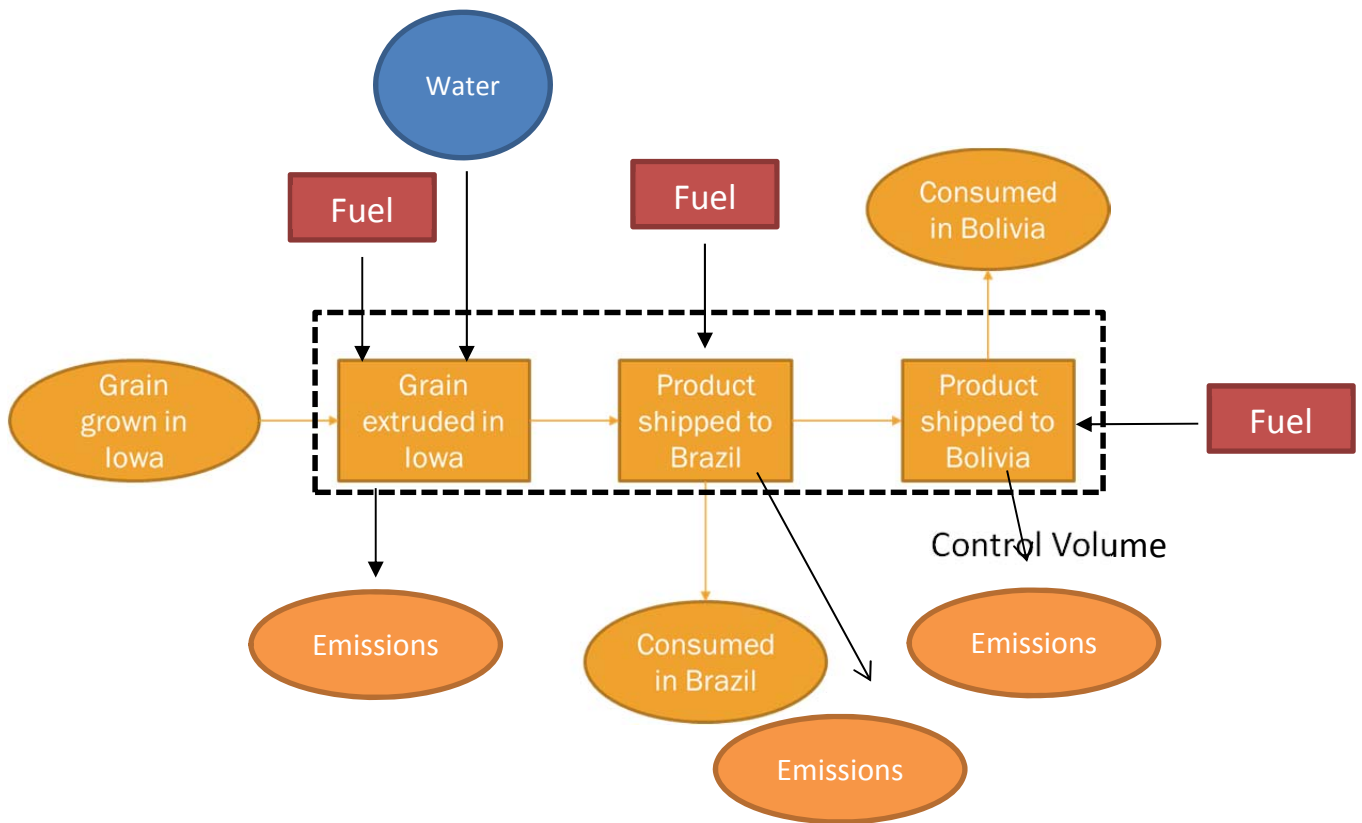 Water
Fuel
Fuel
Consumed
in Bolivia
Grain
grown in
Iowa
Grain
extruded in
Iowa
Product
shipped to
Brazil
Product
shipped to
Bolivia
Fuel
Control Volume
Emissions
Consumed
in Brazil
Emissions
Emissions